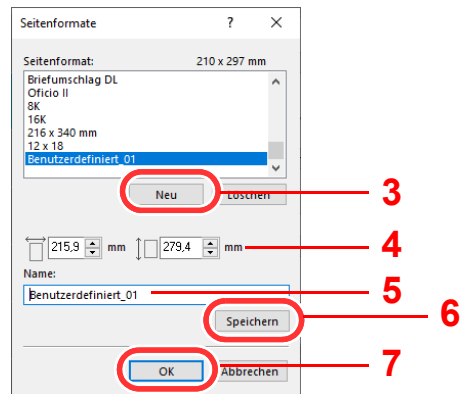 Seitenformate ? ×
Seitenformat: 210 x 297 mm
Briefumschlag DL
Oficio II
8K
16K
216 x 340 mm
12 x 18
Benutzerdefiniert_01
Neu Löschen 3
215,9 mm 279,4 mm 4
Name:
Benutzerdefiniert_01 5
Speichern 6
OK Abbrechen 7